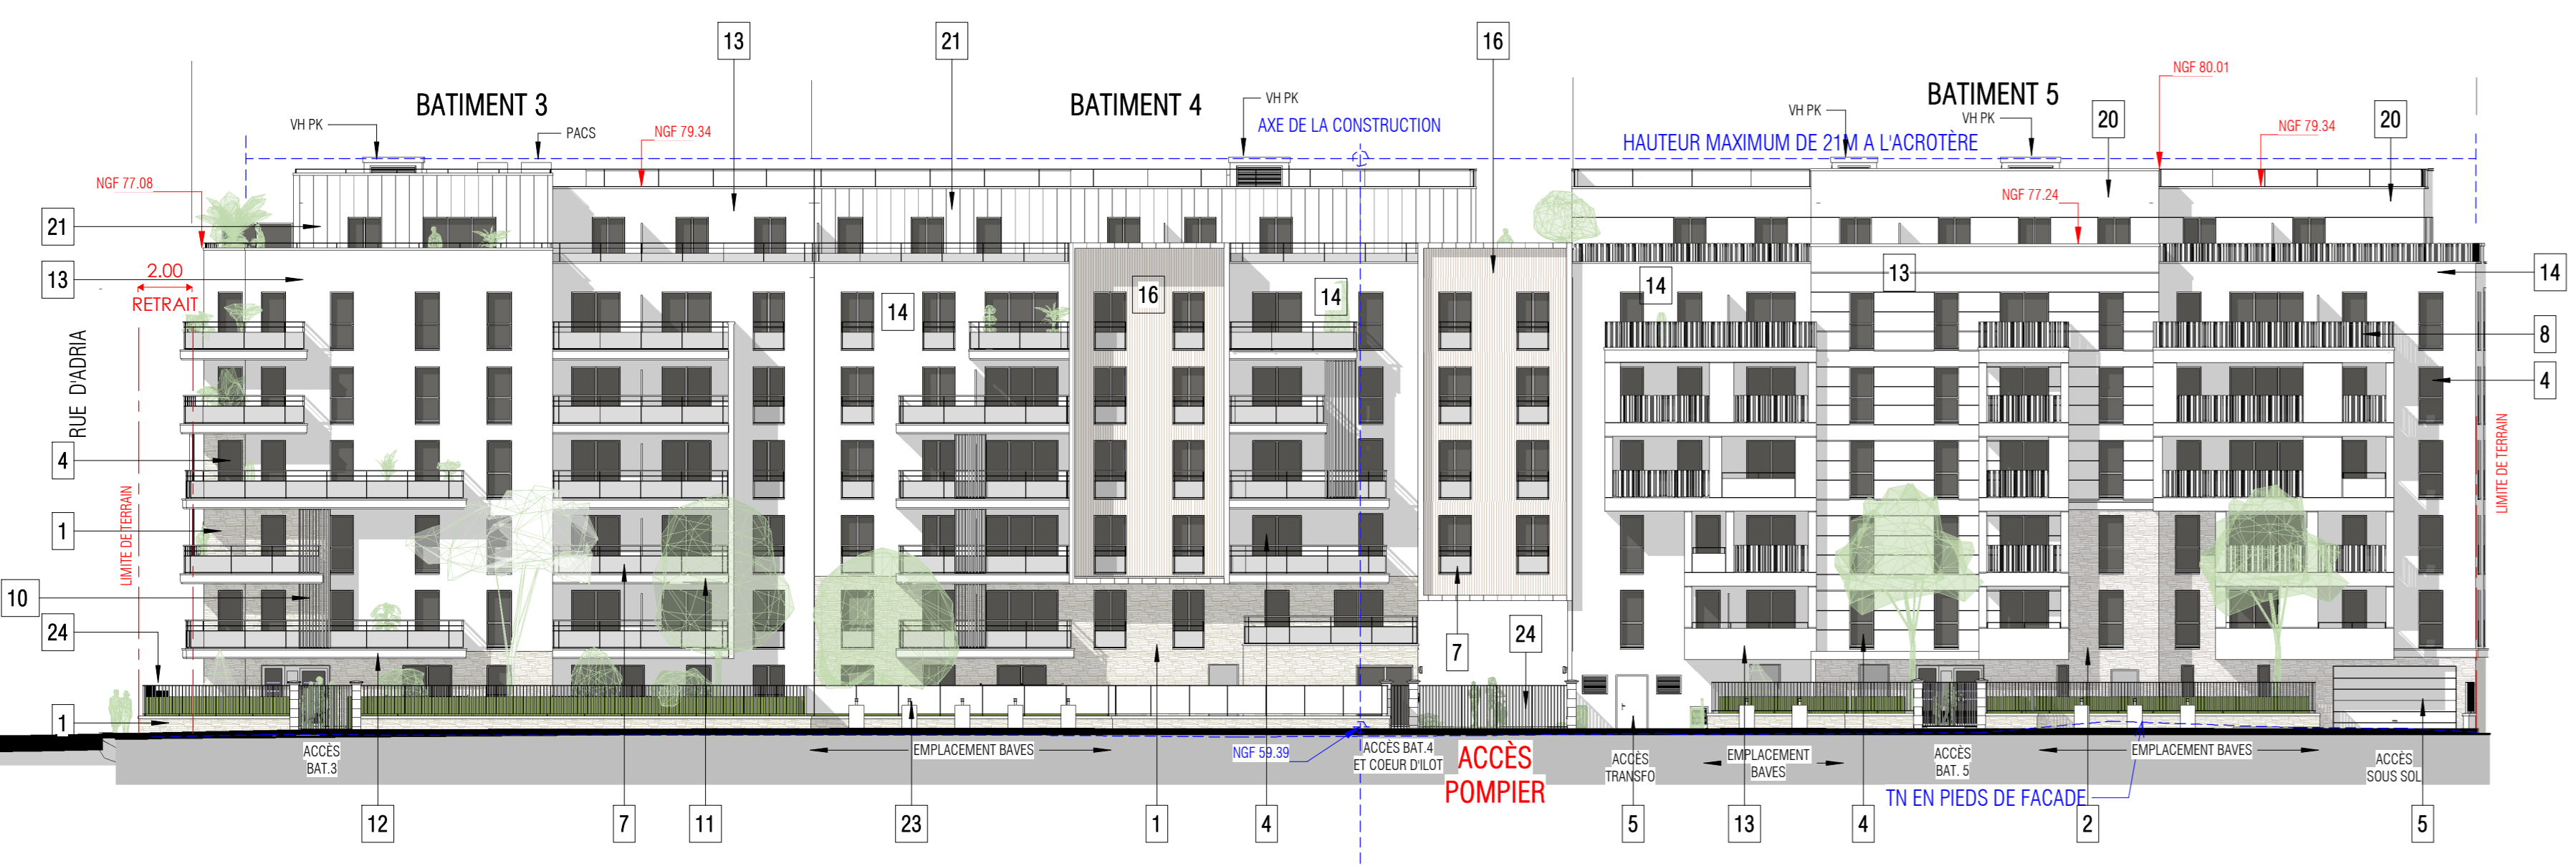 13
21
16
BATIMENT 3
BATIMENT 4
BATIMENT 5
NGF 80.01
VH PK
VH PK
VH PK
VH PK
PACS
NGF 79.34
AXE DE LA CONSTRUCTION
HAUTEUR MAXIMUM DE 21M A L'ACROTÈRE
20
NGF 79.34
20
NGF 77.08
NGF 77.24
21
13
2.00
RETRAIT
14
16
14
14
13
14
8
4
RUE D'ADRIA
4
1
LIMITE DE TERRAIN
LIMITE DE TERRAIN
10
24
1
7
24
ACCÈS
BAT.3
EMPLACEMENT BAVES
NGF 59.39
ACCÈS BAT.4
ET COEUR D'ILOT
ACCÈS
POMPIER
ACCÈS
TRANSFO
EMPLACEMENT
BAVES
ACCÈS
BAT. 5
EMPLACEMENT BAVES
ACCÈS
SOUS SOL
TN EN PIEDS DE FACADE
12
7
11
23
1
4
5
13
4
2
5